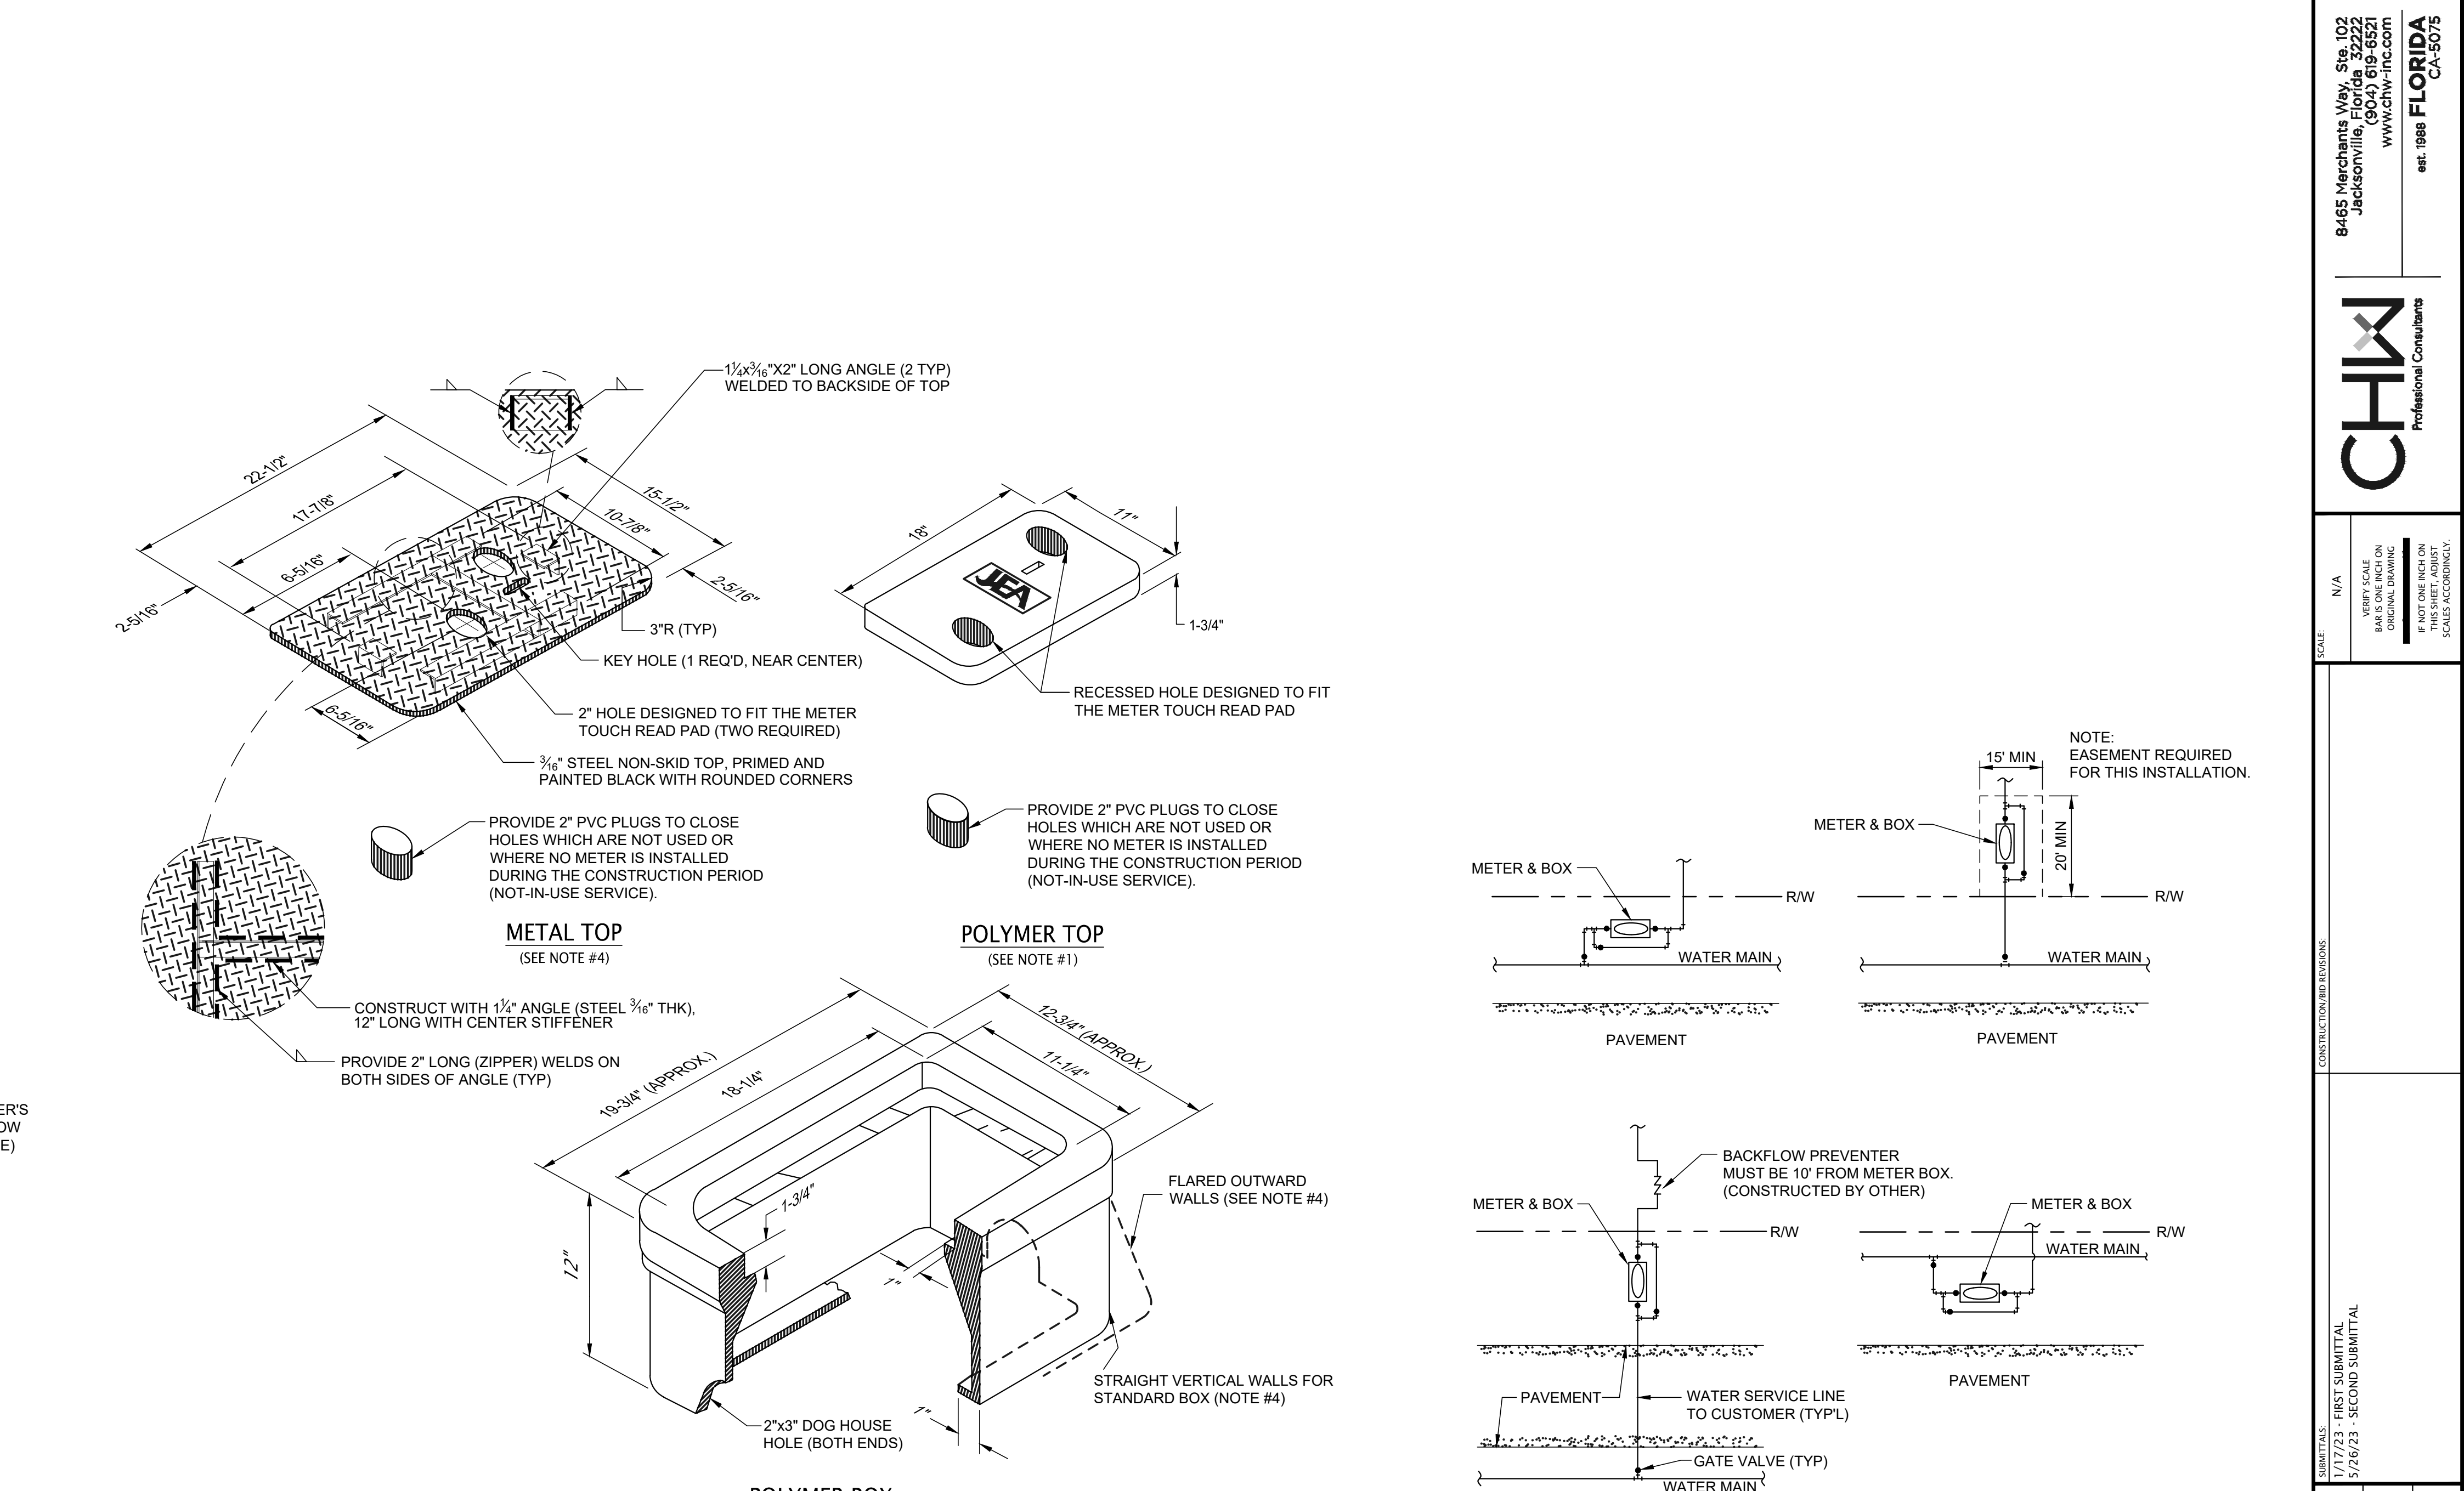 1¼x³⁄₁₆"X2" LONG ANGLE (2 TYP)
WELDED TO BACKSIDE OF TOP
22-1/2"
17-7/8"
6-5/16"
2-5/16"
15-1/2"
10-7/8"
2-5/16"
3"R (TYP)
KEY HOLE (1 REQ'D, NEAR CENTER)
2" HOLE DESIGNED TO FIT THE METER
TOUCH READ PAD (TWO REQUIRED)
6-5/16"
³⁄₁₆" STEEL NON-SKID TOP, PRIMED AND
PAINTED BLACK WITH ROUNDED CORNERS
PROVIDE 2" PVC PLUGS TO CLOSE
HOLES WHICH ARE NOT USED OR
WHERE NO METER IS INSTALLED
DURING THE CONSTRUCTION PERIOD
(NOT-IN-USE SERVICE).
METAL TOP
(SEE NOTE #4)
CONSTRUCT WITH 1¼" ANGLE (STEEL ³⁄₁₆" THK),
12" LONG WITH CENTER STIFFENER
PROVIDE 2" LONG (ZIPPER) WELDS ON
BOTH SIDES OF ANGLE (TYP)
ER'S
OW
E)
18"
11"
1-3/4"
JEA
RECESSED HOLE DESIGNED TO FIT
THE METER TOUCH READ PAD
PROVIDE 2" PVC PLUGS TO CLOSE
HOLES WHICH ARE NOT USED OR
WHERE NO METER IS INSTALLED
DURING THE CONSTRUCTION PERIOD
(NOT-IN-USE SERVICE).
POLYMER TOP
(SEE NOTE #1)
19-3/4" (APPROX.)
18-1/4"
12-3/4" (APPROX.)
11-1/4"
1-3/4"
12"
1"
1"
FLARED OUTWARD
WALLS (SEE NOTE #4)
STRAIGHT VERTICAL WALLS FOR
STANDARD BOX (NOTE #4)
2"x3" DOG HOUSE
HOLE (BOTH ENDS)
POLYMER BOX
METER & BOX
R/W
WATER MAIN
PAVEMENT
NOTE:
EASEMENT REQUIRED
FOR THIS INSTALLATION.
15' MIN
20' MIN
METER & BOX
R/W
WATER MAIN
PAVEMENT
BACKFLOW PREVENTER
MUST BE 10' FROM METER BOX.
(CONSTRUCTED BY OTHER)
METER & BOX
R/W
PAVEMENT
WATER SERVICE LINE
TO CUSTOMER (TYP'L)
GATE VALVE (TYP)
WATER MAIN
METER & BOX
R/W
WATER MAIN
PAVEMENT
8465 Merchants Way, Ste. 102
Jacksonville, Florida 32222
(904) 619-6521
www.chw-inc.com
est. 1988 FLORIDA
CA-5075
CHW
Professional Consultants
SCALE:
N/A
VERIFY SCALE
BAR IS ONE INCH ON
ORIGINAL DRAWING
IF NOT ONE INCH ON
THIS SHEET, ADJUST
SCALES ACCORDINGLY.
CONSTRUCTION/BID REVISIONS:
SUBMITTALS:
1/17/23 - FIRST SUBMITTAL
5/26/23 - SECOND SUBMITTAL